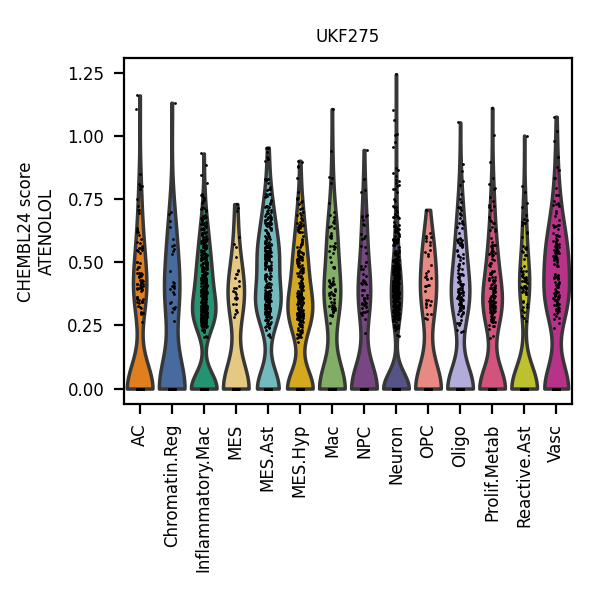 UKF275
CHEMBL24 score
ATENOLOL
1.25
1.00
0.75
0.50
0.25
0.00
AC
Chromatin.Reg
Inflammatory.Mac
MES
MES.Ast
MES.Hyp
Mac
NPC
Neuron
OPC
Oligo
Prolif.Metab
Reactive.Ast
Vasc